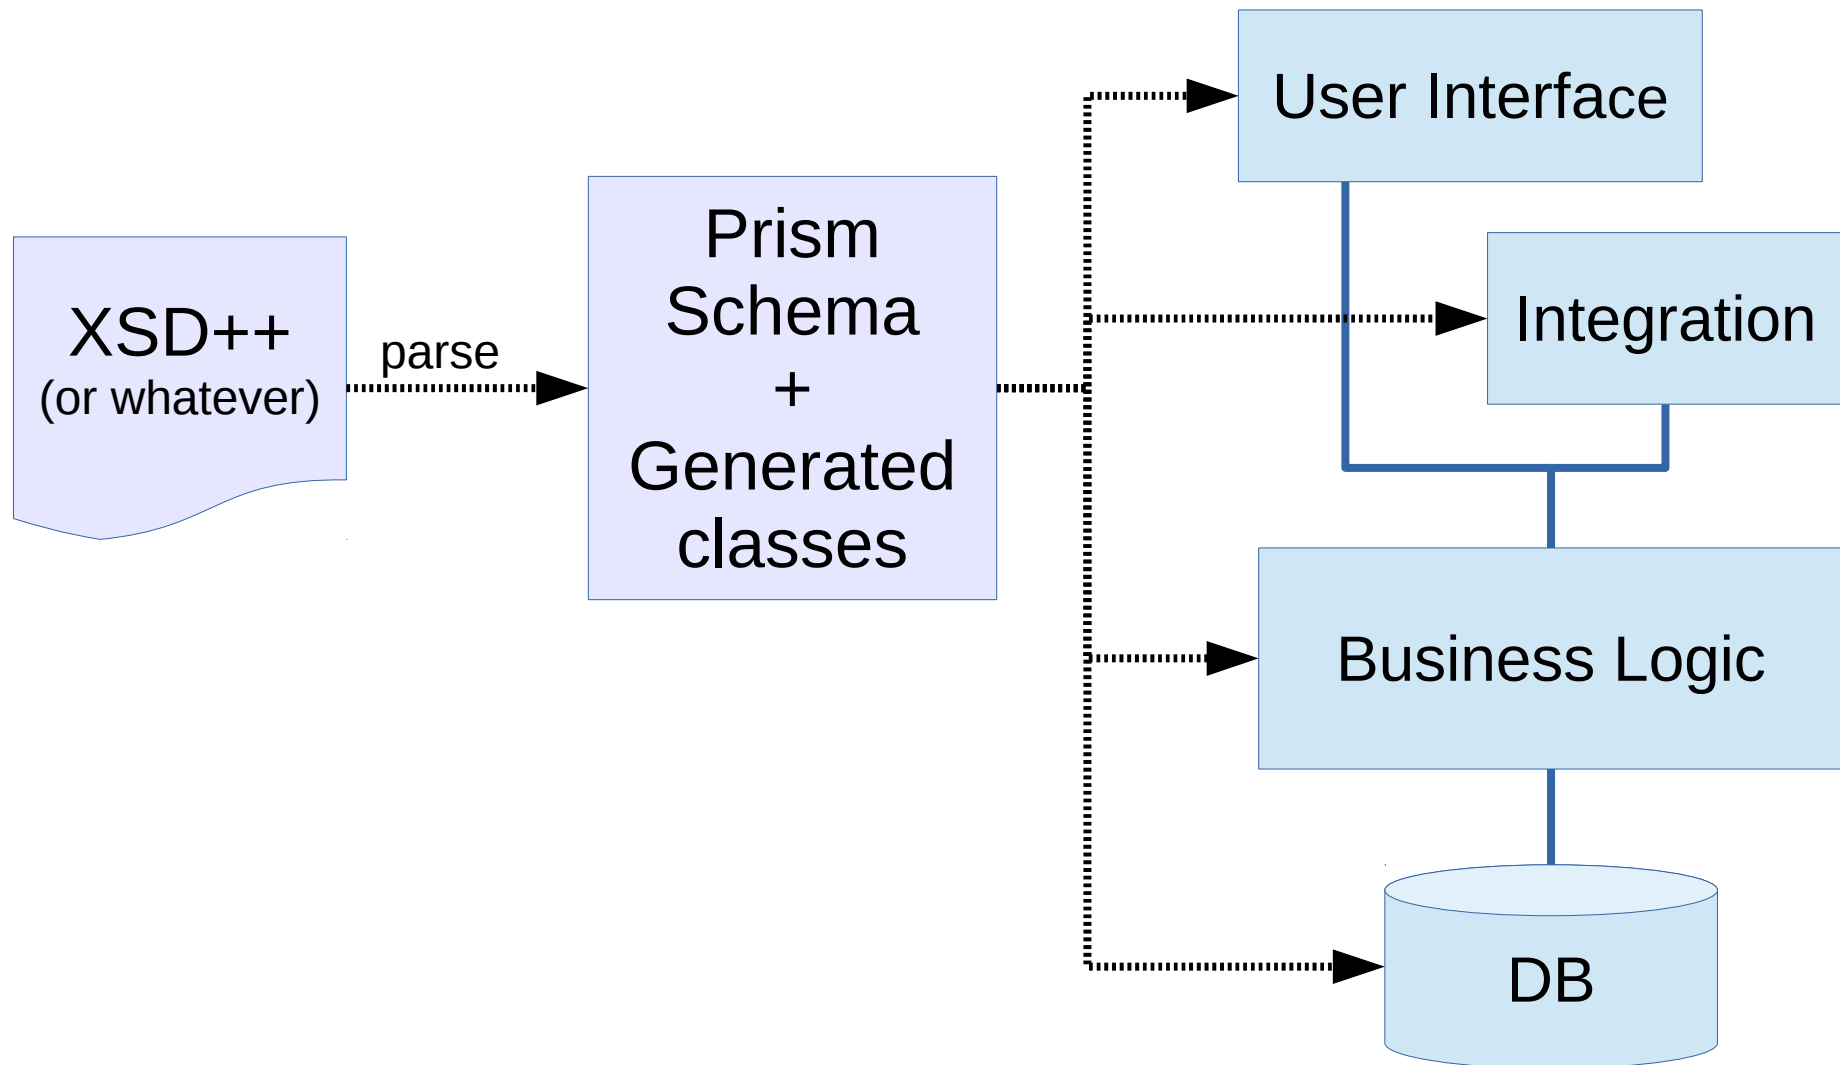 XSD++
(or whatever)
parse
Prism
Schema
+
Generated
classes
User Interface
Integration
Business Logic
DB